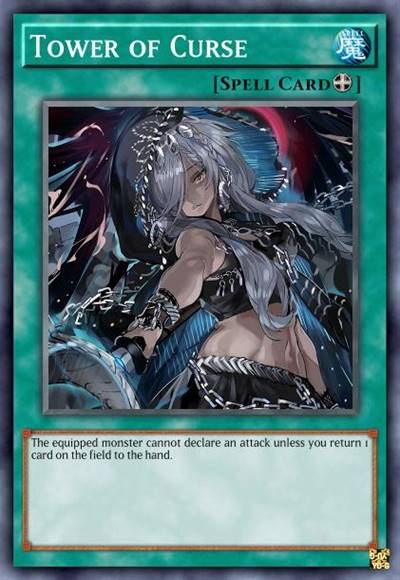 Tower of Curse
SPELL
魔
[Spell Card]
The equipped monster cannot declare an attack unless you return 1
card on the field to the hand.